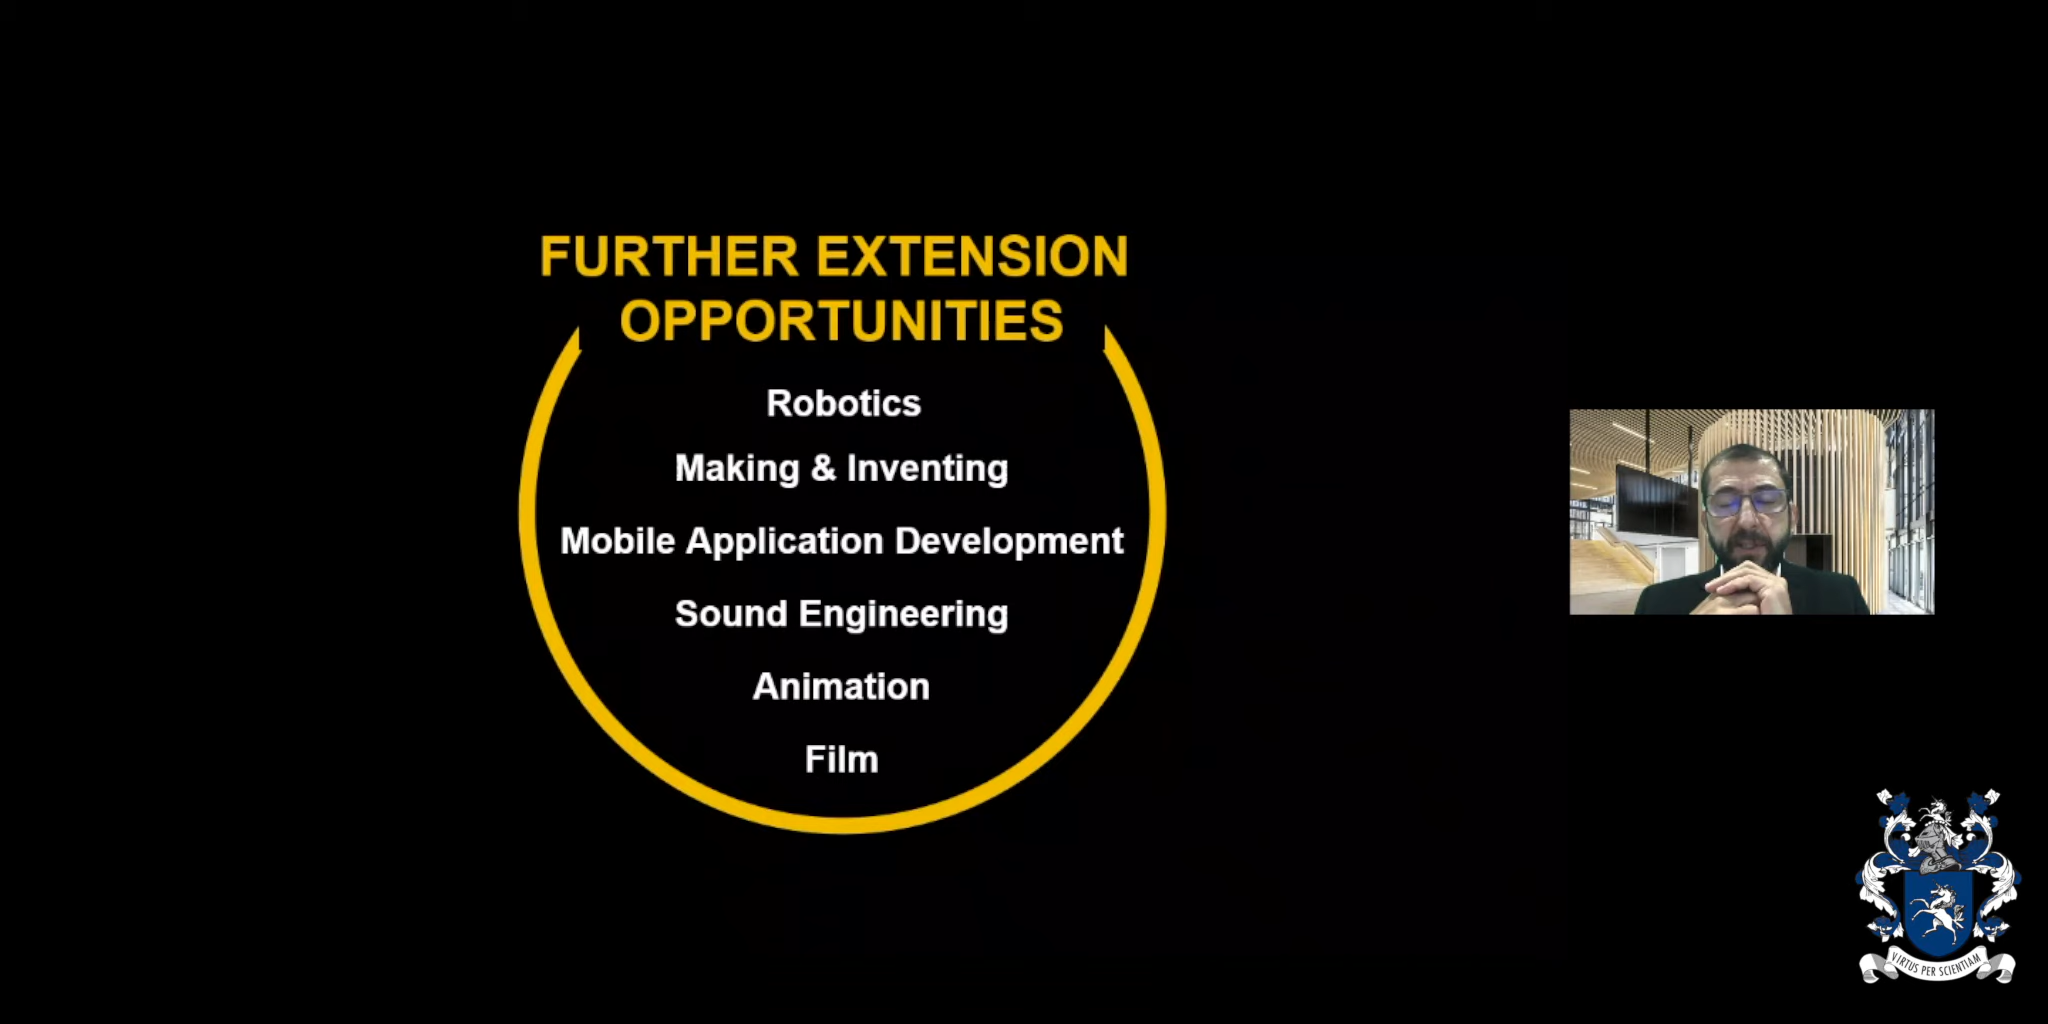 FURTHER EXTENSION
OPPORTUNITIES
Robotics
Making & Inventing
Mobile Application Development
Sound Engineering
Animation
Film
VIRTUS PER SCIENTIAM